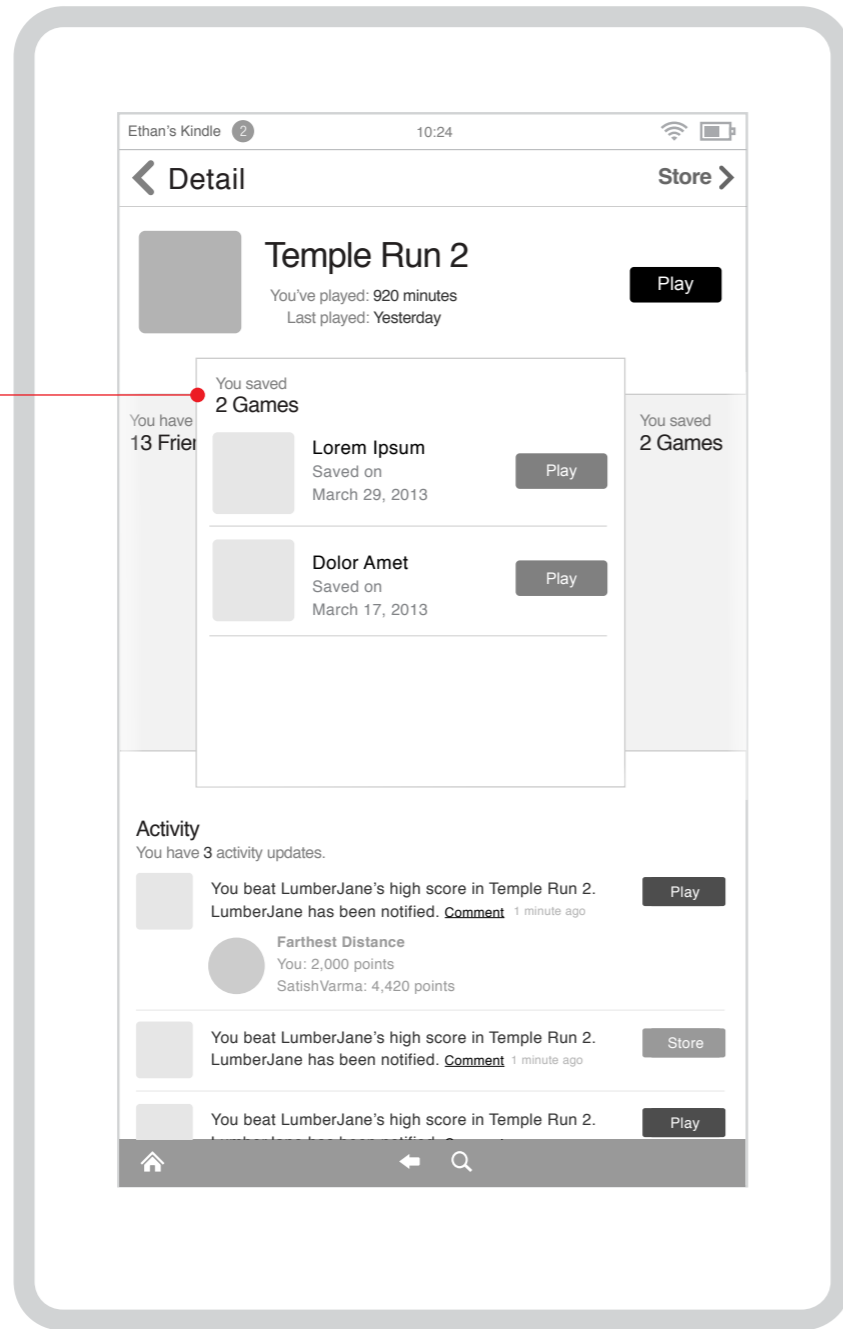 Ethan's Kindle 2 10:24
Detail Store
Temple Run 2
You've played: 920 minutes
Last played: Yesterday
Play
You have
13 Frien
You saved
2 Games
Lorem Ipsum
Saved on
March 29, 2013
Play
Dolor Amet
Saved on
March 17, 2013
Play
You saved
2 Games
Activity
You have 3 activity updates.
You beat LumberJane's high score in Temple Run 2.
LumberJane has been notified. Comment 1 minute ago
Play
Farthest Distance
You: 2,000 points
SatishVarma: 4,420 points
You beat LumberJane's high score in Temple Run 2.
LumberJane has been notified. Comment 1 minute ago
Store
You beat LumberJane's high score in Temple Run 2.
Play